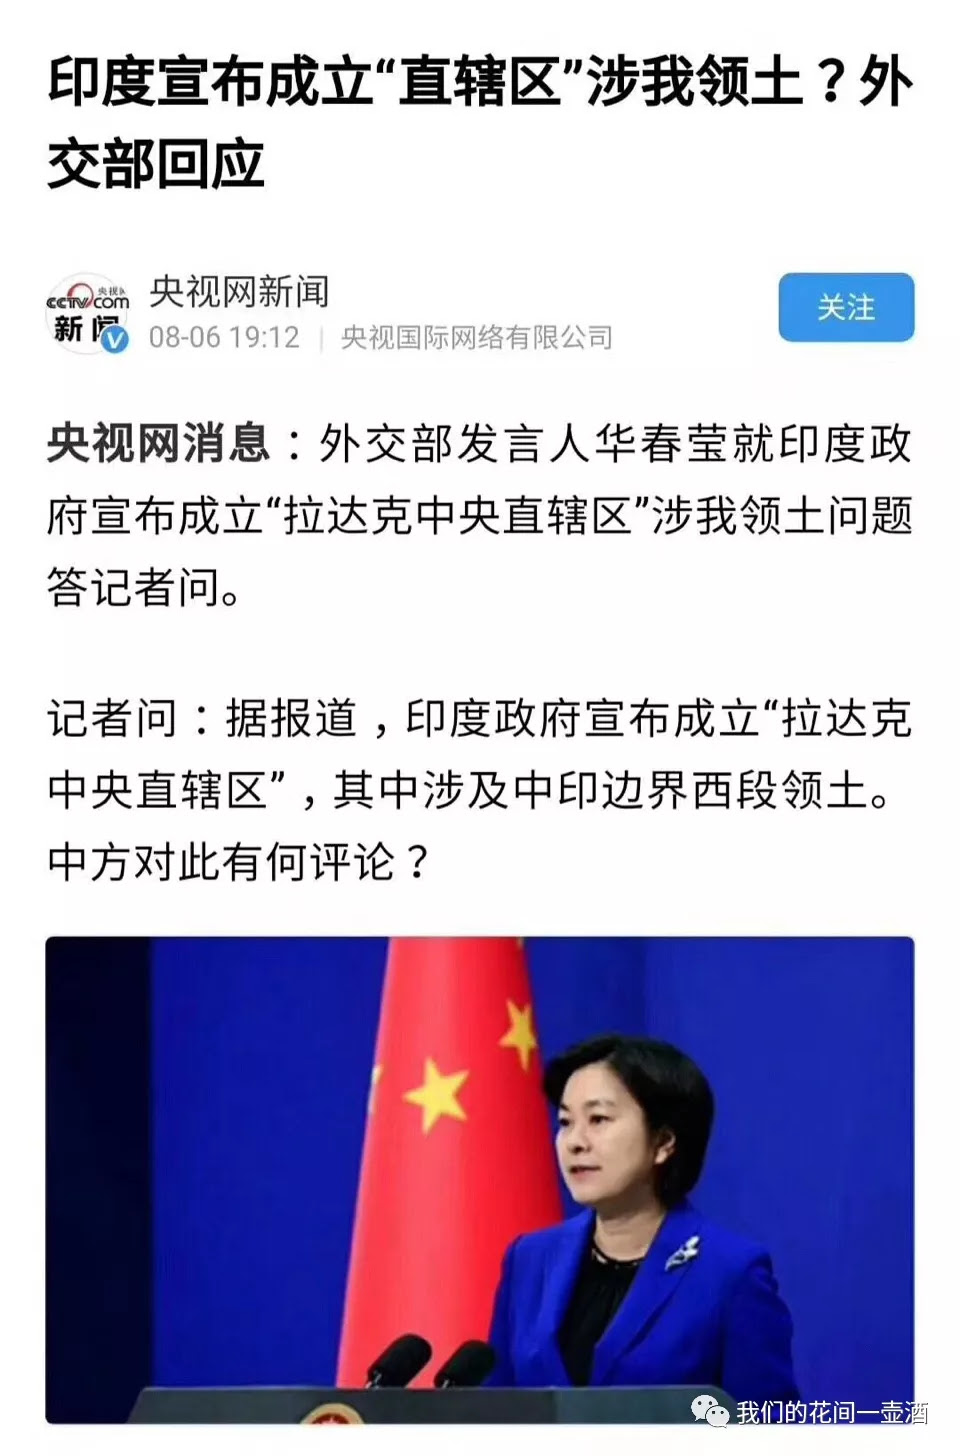 印度宣布成立“直辖区”涉我领土？外
交部回应
央视网
CCTV.com
新闻
V
央视网新闻
08-06 19:12 | 央视国际网络有限公司
关注
央视网消息：外交部发言人华春莹就印度政
府宣布成立“拉达克中央直辖区”涉我领土问题
答记者问。
记者问：据报道，印度政府宣布成立“拉达克
中央直辖区”，其中涉及中印边界西段领土。
中方对此有何评论？
我们的花间一壶酒